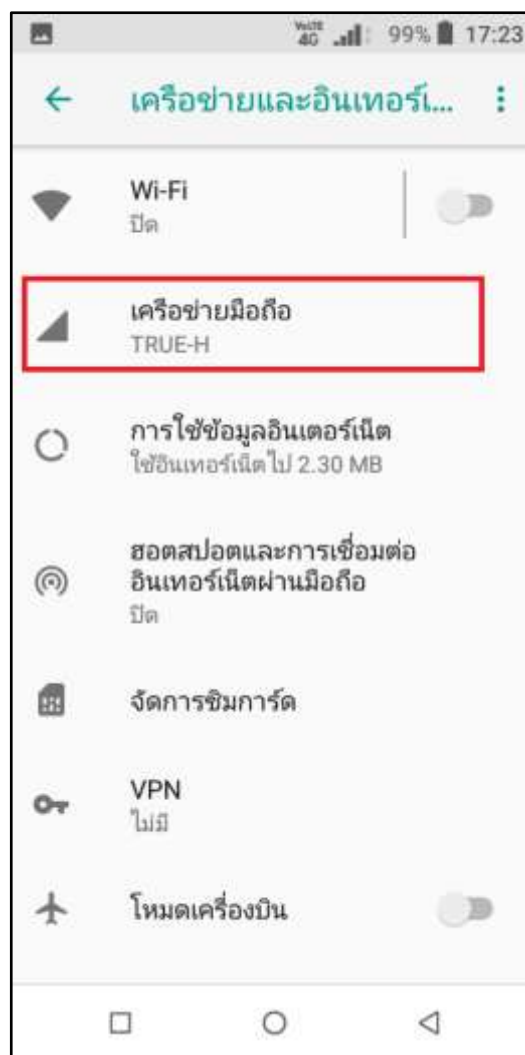 VoLTE 4G 99% 17:23
เครือข่ายและอินเทอร์เ...
Wi-Fi
ปิด
เครือข่ายมือถือ
TRUE-H
การใช้ข้อมูลอินเตอร์เน็ต
ใช้อินเทอร์เน็ตไป 2.30 MB
ฮอตสปอตและการเชื่อมต่อ
อินเทอร์เน็ตผ่านมือถือ
ปิด
จัดการซิมการ์ด
VPN
ไม่มี
โหมดเครื่องบิน